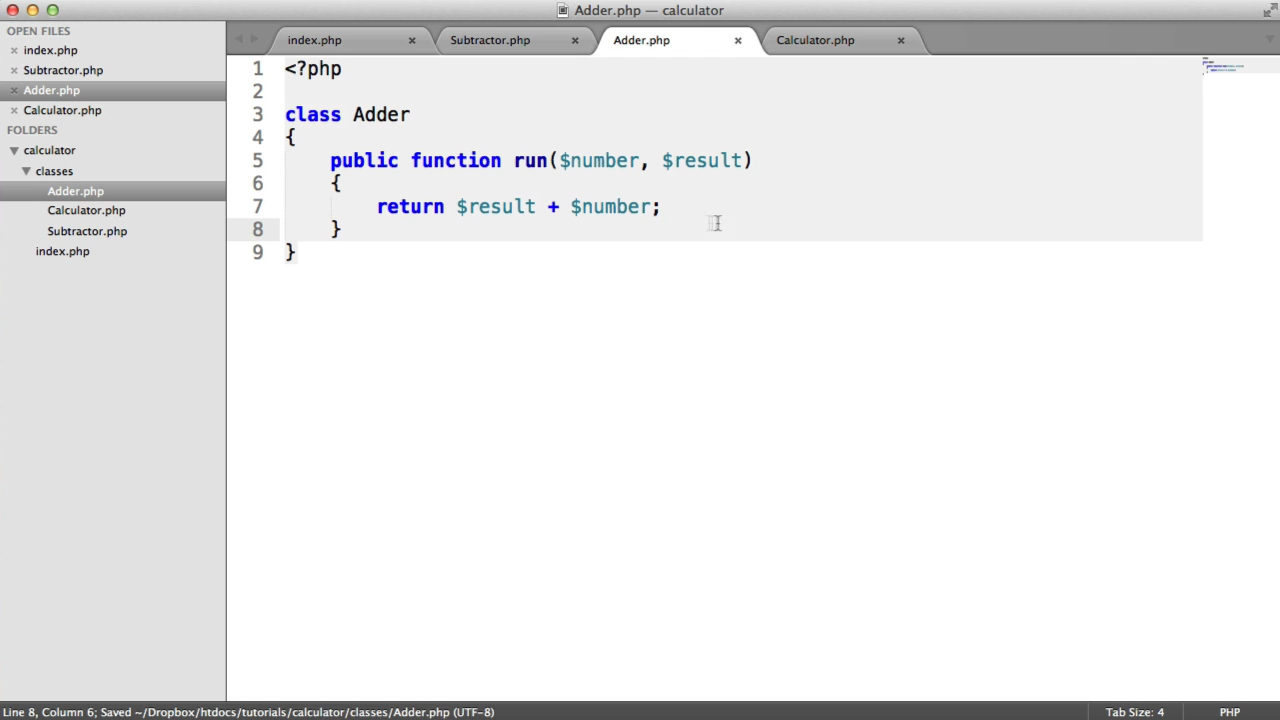 Adder.php — calculator
OPEN FILES
index.php
Subtractor.php
Adder.php
Calculator.php
FOLDERS
calculator
classes
Adder.php
Calculator.php
Subtractor.php
index.php
index.php
Subtractor.php
Adder.php
Calculator.php
1 <?php
2
3 class Adder
4 {
5     public function run($number, $result)
6     {
7         return $result + $number;
8     }
9 }
Line 8, Column 6; Saved ~/Dropbox/htdocs/tutorials/calculator/classes/Adder.php (UTF-8)
Tab Size: 4
PHP